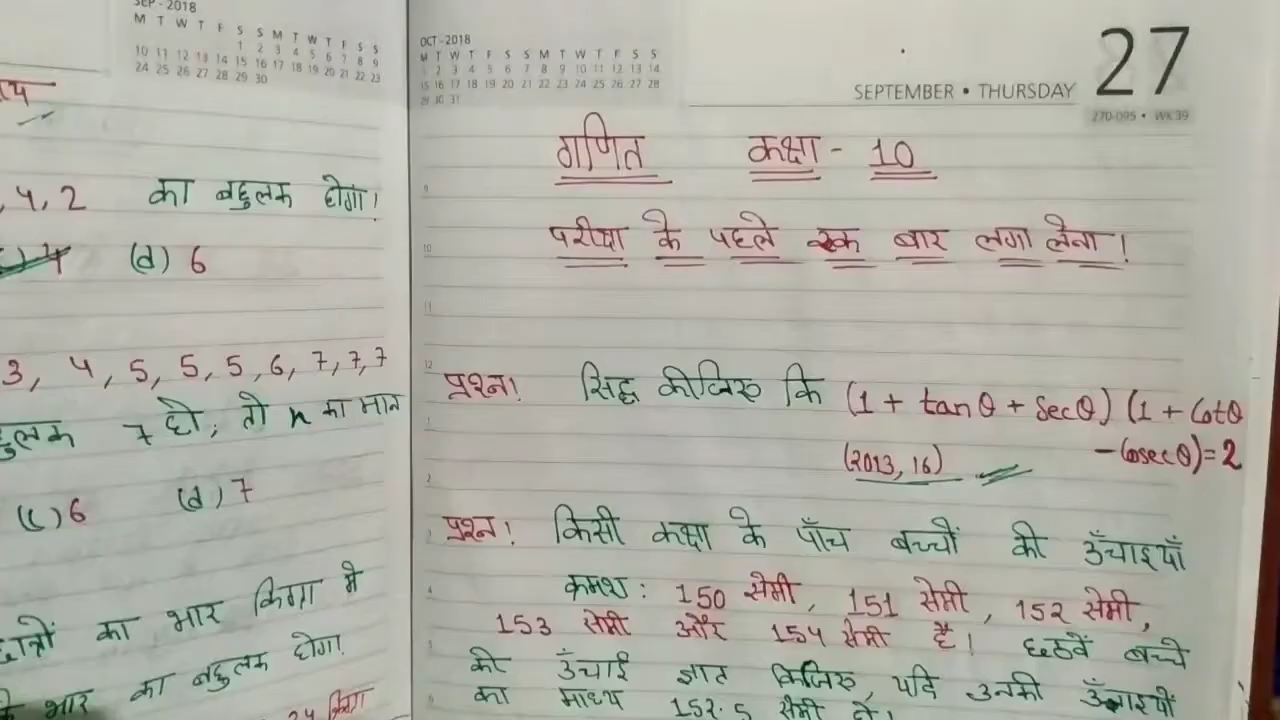 SEP - 2018
M T W T F S S M T W T F S S
1 2 3 4 5 6 7 8 9
10 11 12 13 14 15 16 17 18 19 20 21 22 23
24 25 26 27 28 29 30
, 4, 2 का बहुलक होगा।
4 (d) 6
3, 4, 5, 5, 5, 6, 7, 7, 7
7 हो, तो n का मान
(c) 6 (d) 7
का भार किग्रा मे
भार का बहुलक होगा।
OCT - 2018
M T W T F S S M T W T F S S
1 2 3 4 5 6 7 8 9 10 11 12 13 14
15 16 17 18 19 20 21 22 23 24 25 26 27 28
29 30 31
27
SEPTEMBER • THURSDAY
270-095 • WK 39
गणित कक्षा - 10
परीक्षा के पहले एक बार लगा लेना।
प्रश्न। सिद्ध कीजिए कि (1 + tanθ + secθ) (1 + cotθ
- cosecθ) = 2
(2013, 16)
प्रश्न। किसी कक्षा के पाँच बच्चों की ऊँचाइयाँ
कमश: 150 सेमी, 151 सेमी, 152 सेमी,
153 सेमी और 154 सेमी है। छठवें बच्चे
की ऊँचाई ज्ञात किजिए, यदि उनकी ऊँचाइयों
का माध्य 152.5 सेमी